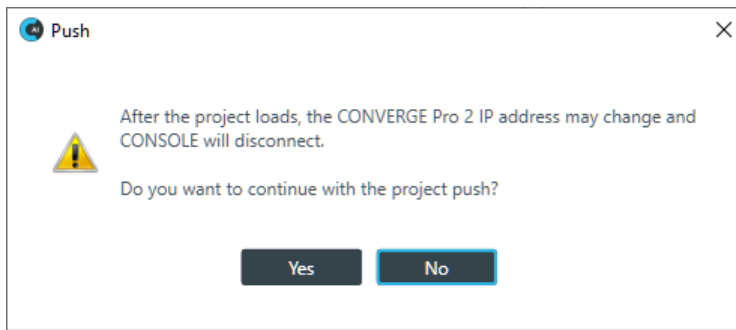 AI Push
After the project loads, the CONVERGE Pro 2 IP address may change and
CONSOLE will disconnect.
Do you want to continue with the project push?
Yes No